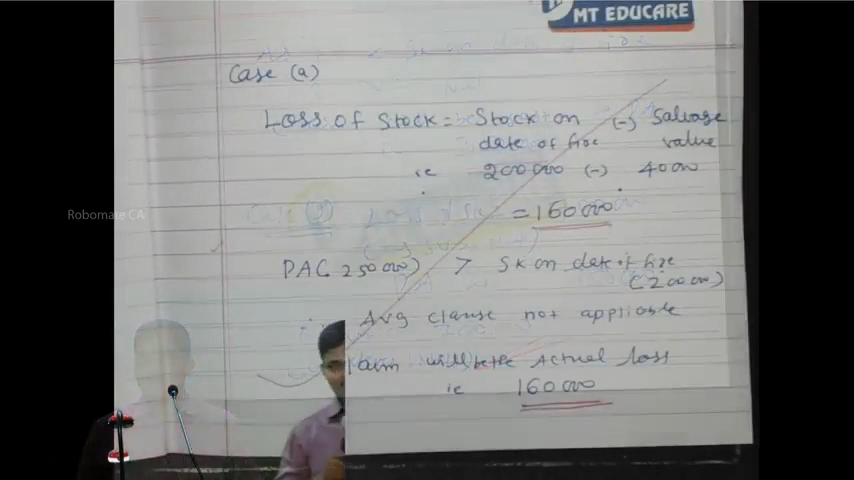 MT EDUCARE
Case (a)
Loss of Stock = Stock on (-) Salvage
date of fire value
ie 200000 (-) 40000
= 160000
Robomate CA
PAC 250000) > Sk on date of fire
(200000)
Avg clause not applicable
will be the Actual loss
ie 160000